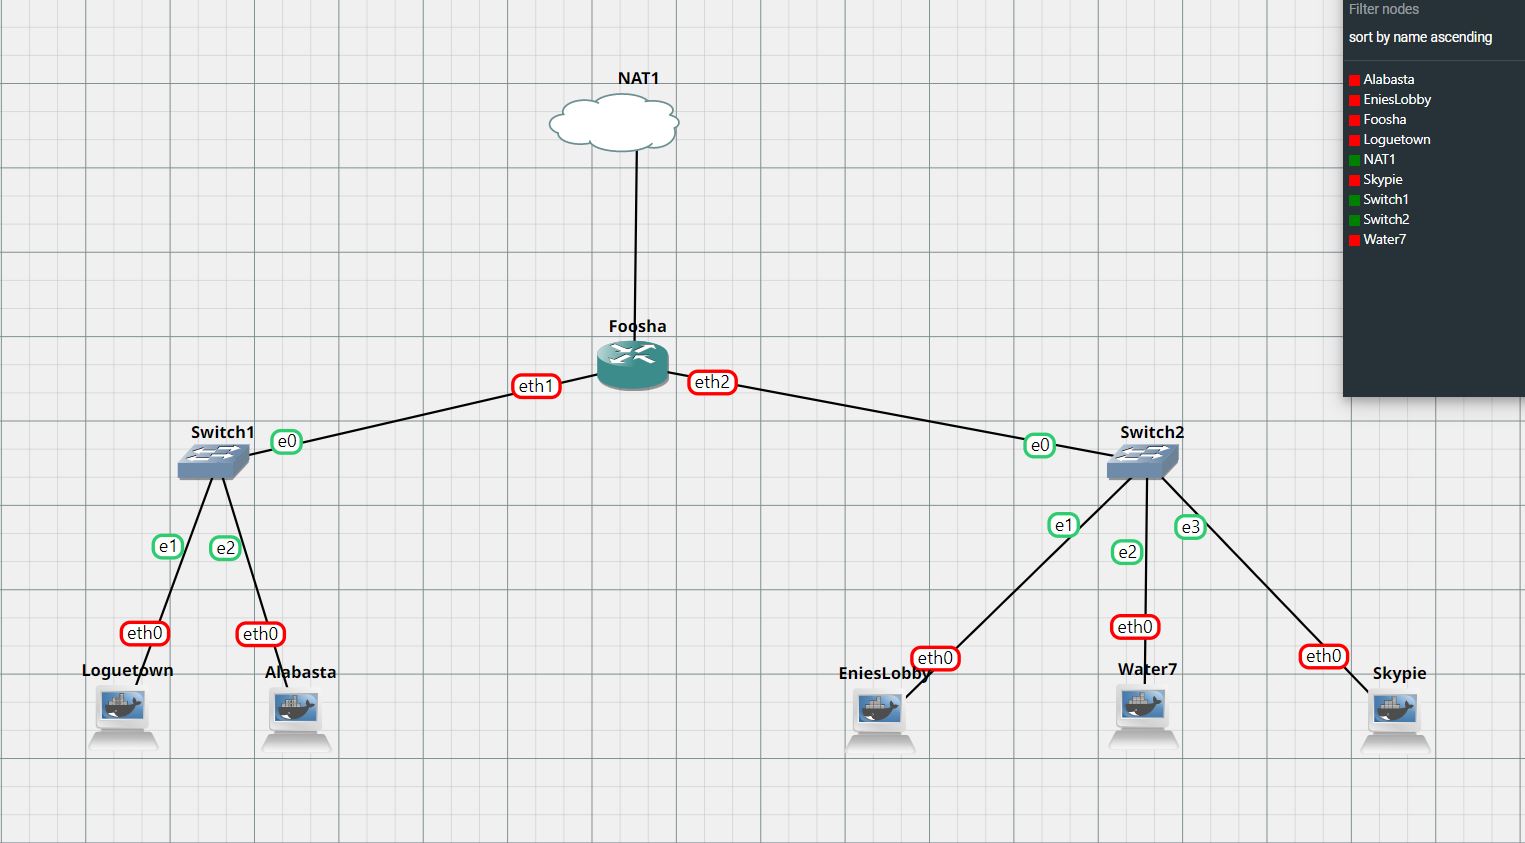 Filter nodes
sort by name ascending
Alabasta
EniesLobby
Foosha
Loguetown
NAT1
Skypie
Switch1
Switch2
Water7
NAT1
Foosha
eth1
eth2
Switch1
e0
e0
Switch2
e1
e2
e1
e2
e3
eth0
eth0
eth0
eth0
eth0
Loguetown
Alabasta
EniesLobby
Water7
Skypie